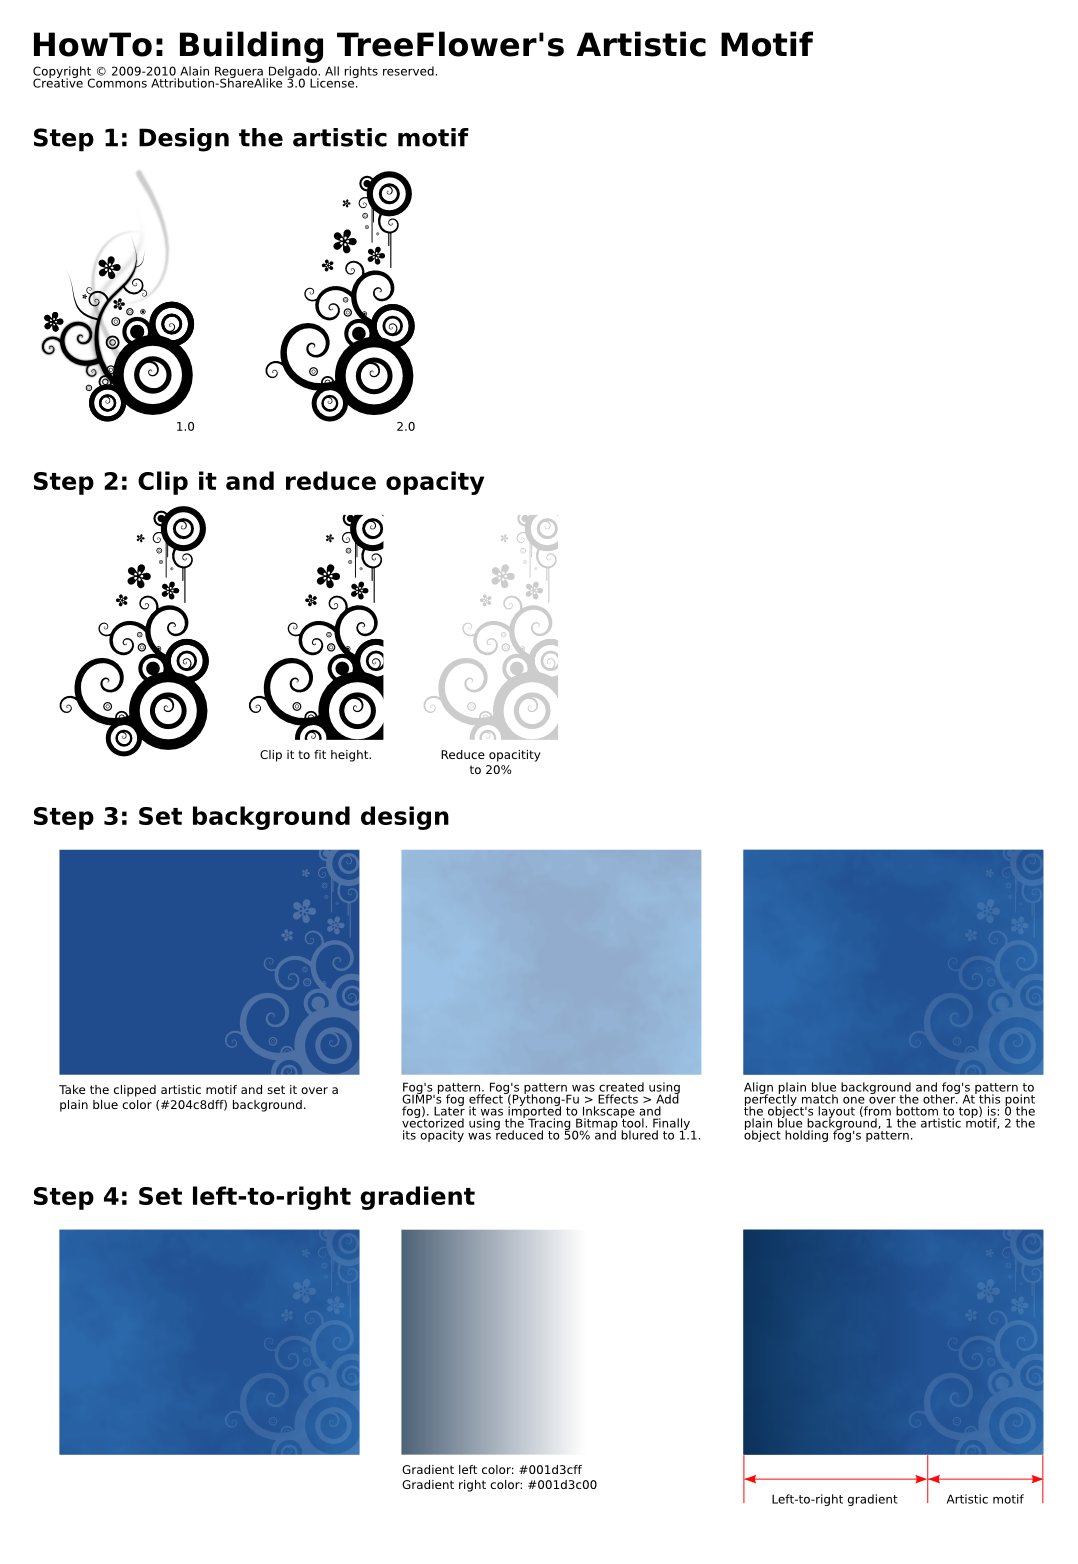 HowTo: Building TreeFlower's Artistic Motif
Copyright © 2009-2010 Alain Reguera Delgado. All rights reserved.
Creative Commons Attribution-ShareAlike 3.0 License.
Step 1: Design the artistic motif
1.0
2.0
Step 2: Clip it and reduce opacity
Clip it to fit height.
Reduce opacitity
to 20%
Step 3: Set background design
Take the clipped artistic motif and set it over a
plain blue color (#204c8dff) background.
Fog's pattern. Fog's pattern was created using
GIMP's fog effect (Pythong-Fu > Effects > Add
fog). Later it was imported to Inkscape and
vectorized using the Tracing Bitmap tool. Finally
its opacity was reduced to 50% and blured to 1.1.
Align plain blue background and fog's pattern to
perfectly match one over the other. At this point
the object's layout (from bottom to top) is: 0 the
plain blue background, 1 the artistic motif, 2 the
object holding fog's pattern.
Step 4: Set left-to-right gradient
Gradient left color: #001d3cff
Gradient right color: #001d3c00
Left-to-right gradient
Artistic motif